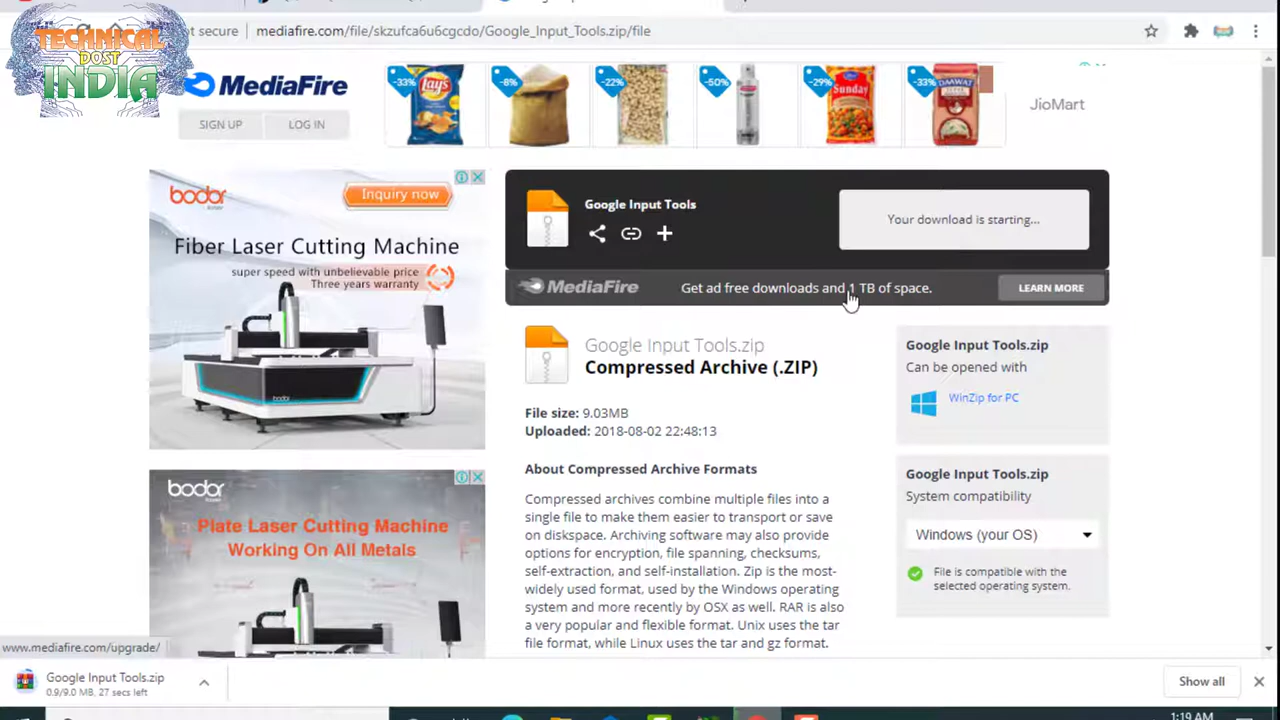 TECHNICAL
DOST
INDIA
t secure
mediafire.com/file/skzufca6u6cgcdo/Google_Input_Tools.zip/file
MediaFire
SIGN UP
LOG IN
-33%
-8%
-22%
-50%
-29%
-33%
Lay's
Sunday
DAAWAT
JioMart
bodor
Inquiry now
Fiber Laser Cutting Machine
super speed with unbelievable price
Three years warranty
bodor
Google Input Tools
Your download is starting...
MediaFire
Get ad free downloads and 1 TB of space.
LEARN MORE
Google Input Tools.zip
Compressed Archive (.ZIP)
File size: 9.03MB
Uploaded: 2018-08-02 22:48:13
About Compressed Archive Formats
Compressed archives combine multiple files into a
single file to make them easier to transport or save
on diskspace. Archiving software may also provide
options for encryption, file spanning, checksums,
self-extraction, and self-installation. Zip is the most-
widely used format, used by the Windows operating
system and more recently by OSX as well. RAR is also
a very popular and flexible format. Unix uses the tar
file format, while Linux uses the tar and gz format.
Google Input Tools.zip
Can be opened with
WinZip for PC
Google Input Tools.zip
System compatibility
Windows (your OS)
File is compatible with the
selected operating system.
bodor
Plate Laser Cutting Machine
Working On All Metals
www.mediafire.com/upgrade/
Google Input Tools.zip
0.9/9.0 MB, 27 secs left
Show all
1:19 AM